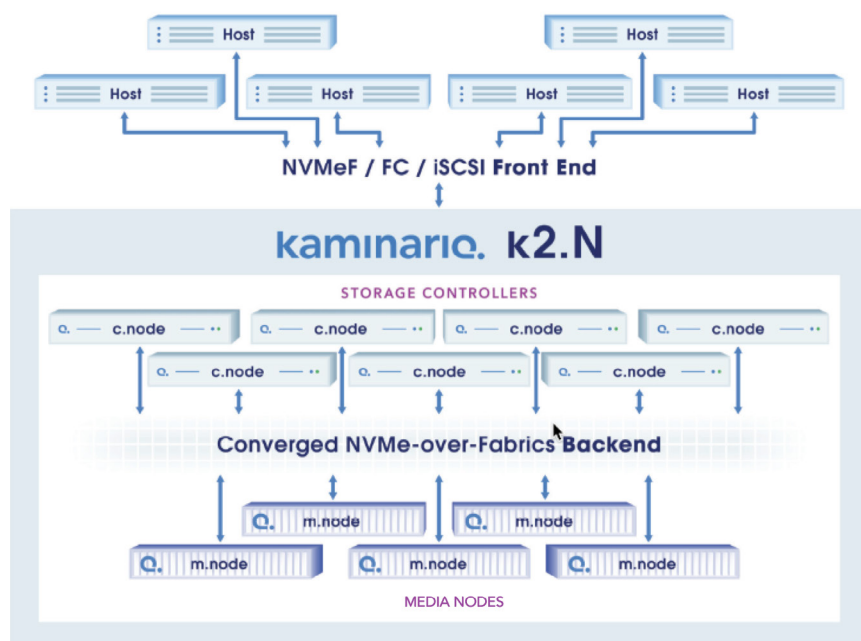 Host Host
Host Host Host Host
NVMeF / FC / iSCSI Front End
kaminario. k2.N
STORAGE CONTROLLERS
c.node c.node c.node c.node
c.node c.node c.node
Converged NVMe-over-Fabrics Backend
m.node m.node
m.node m.node m.node
MEDIA NODES